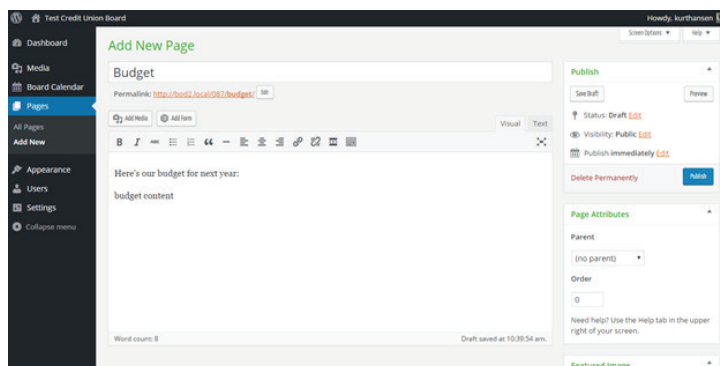 Test Credit Union Board
Howdy, kurthansen
Screen Options
Help
Dashboard
Media
Board Calendar
Pages
All Pages
Add New
Appearance
Users
Settings
Collapse menu
Add New Page
Budget
Permalink: http://bod2.local/087/budget/ Edit
Add Media
Add Form
Visual
Text
B I ABC
Here's our budget for next year:
budget content
Word count: 8
Draft saved at 10:39:54 am.
Publish
Save Draft
Preview
Status: Draft Edit
Visibility: Public Edit
Publish immediately Edit
Delete Permanently
Publish
Page Attributes
Parent
(no parent)
Order
0
Need help? Use the Help tab in the upper
right of your screen.
Featured Image